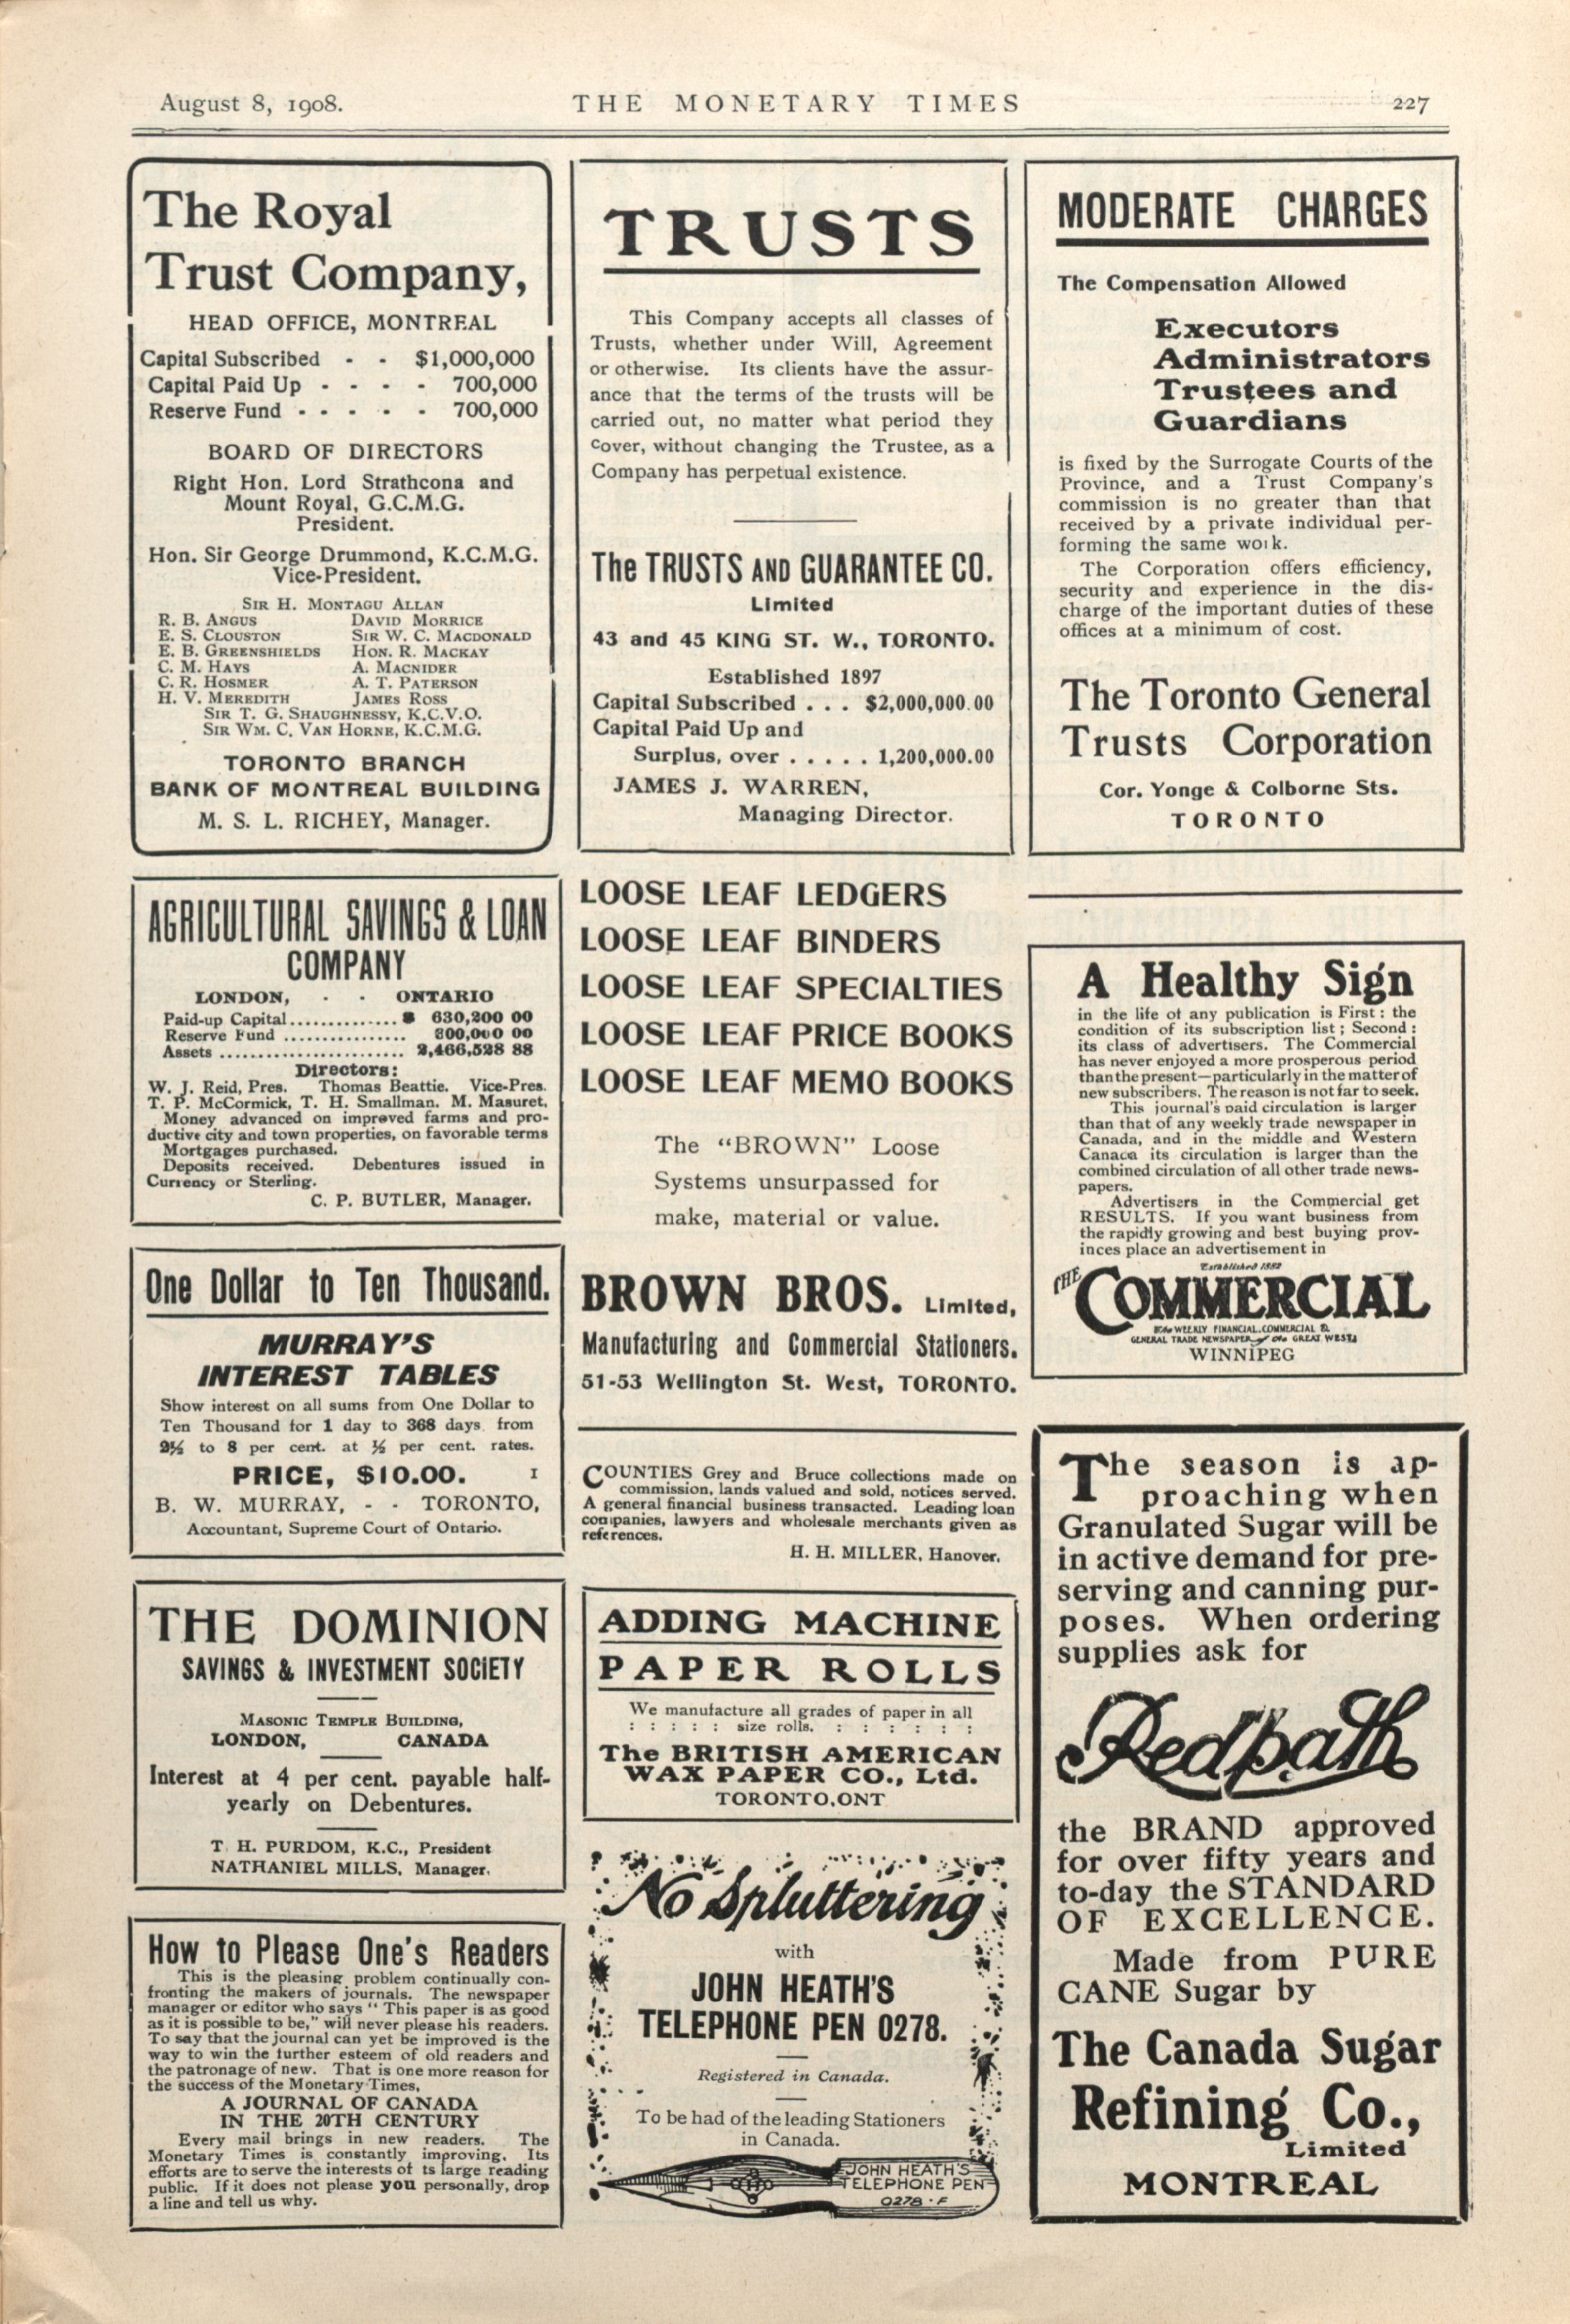 August 8, 1908.
THE MONETARY TIMES
227
The Royal
Trust Company,
HEAD OFFICE, MONTREAL
Capital Subscribed - - $1,000,000
Capital Paid Up - - - - 700,000
Reserve Fund - - - - - 700,000
BOARD OF DIRECTORS
Right Hon. Lord Strathcona and
Mount Royal, G.C.M.G.
President.
Hon. Sir George Drummond, K.C.M.G.
Vice-President.
SIR H. MONTAGU ALLAN
R. B. ANGUS DAVID MORRICE
E. S. CLOUSTON SIR W. C. MACDONALD
E. B. GREENSHIELDS HON. R. MACKAY
C. M. HAYS A. MACNIDER
C. R. HOSMER A. T. PATERSON
H. V. MEREDITH JAMES ROSS
SIR T. G. SHAUGHNESSY, K.C.V.O.
SIR WM. C. VAN HORNE, K.C.M.G.
TORONTO BRANCH
BANK OF MONTREAL BUILDING
M. S. L. RICHEY, Manager.
AGRICULTURAL SAVINGS & LOAN
COMPANY
LONDON, - - ONTARIO
Paid-up Capital.............. $ 630,200 00
Reserve Fund ................ 300,000 00
Assets ........................ 2,466,528 88
Directors:
W. J. Reid, Pres. Thomas Beattie. Vice-Pres.
T. P. McCormick, T. H. Smallman. M. Masuret.
Money advanced on improved farms and pro-
ductive city and town properties, on favorable terms
Mortgages purchased.
Deposits received. Debentures issued in
Currency or Sterling.
C. P. BUTLER, Manager.
One Dollar to Ten Thousand.
MURRAY'S
INTEREST TABLES
Show interest on all sums from One Dollar to
Ten Thousand for 1 day to 368 days from
2½ to 8 per cent. at ½ per cent. rates.
PRICE, $10.00. I
B. W. MURRAY, - - TORONTO,
Accountant, Supreme Court of Ontario.
THE DOMINION
SAVINGS & INVESTMENT SOCIETY
MASONIC TEMPLE BUILDING,
LONDON, CANADA
Interest at 4 per cent. payable half-
yearly on Debentures.
T. H. PURDOM, K.C., President
NATHANIEL MILLS, Manager.
How to Please One's Readers
This is the pleasing problem continually con-
fronting the makers of journals. The newspaper
manager or editor who says " This paper is as good
as it is possible to be," will never please his readers.
To say that the journal can yet be improved is the
way to win the further esteem of old readers and
the patronage of new. That is one more reason for
the success of the Monetary Times,
A JOURNAL OF CANADA
IN THE 20TH CENTURY
Every mail brings in new readers. The
Monetary Times is constantly improving. Its
efforts are to serve the interests of ts large reading
public. If it does not please you personally, drop
a line and tell us why.
TRUSTS
This Company accepts all classes of
Trusts, whether under Will, Agreement
or otherwise. Its clients have the assur-
ance that the terms of the trusts will be
carried out, no matter what period they
cover, without changing the Trustee, as a
Company has perpetual existence.
The TRUSTS AND GUARANTEE CO.
Limited
43 and 45 KING ST. W., TORONTO.
Established 1897
Capital Subscribed . . . $2,000,000.00
Capital Paid Up and
Surplus, over . . . . . 1,200,000.00
JAMES J. WARREN,
Managing Director.
LOOSE LEAF LEDGERS
LOOSE LEAF BINDERS
LOOSE LEAF SPECIALTIES
LOOSE LEAF PRICE BOOKS
LOOSE LEAF MEMO BOOKS
The "BROWN" Loose
Systems unsurpassed for
make, material or value.
BROWN BROS. Limited,
Manufacturing and Commercial Stationers.
51-53 Wellington St. West, TORONTO.
COUNTIES Grey and Bruce collections made on
commission, lands valued and sold, notices served.
A general financial business transacted. Leading loan
companies, lawyers and wholesale merchants given as
references.
H. H. MILLER, Hanover.
ADDING MACHINE
PAPER ROLLS
We manufacture all grades of paper in all
: : : : : size rolls. : : : : : :
The BRITISH AMERICAN
WAX PAPER CO., Ltd.
TORONTO,ONT
No Spluttering
with
JOHN HEATH'S
TELEPHONE PEN 0278.
Registered in Canada.
To be had of the leading Stationers
in Canada.
JOHN HEATH'S
TELEPHONE PEN
0278 · F
MODERATE CHARGES
The Compensation Allowed
Executors
Administrators
Trustees and
Guardians
is fixed by the Surrogate Courts of the
Province, and a Trust Company's
commission is no greater than that
received by a private individual per-
forming the same work.
The Corporation offers efficiency,
security and experience in the dis-
charge of the important duties of these
offices at a minimum of cost.
The Toronto General
Trusts Corporation
Cor. Yonge & Colborne Sts.
TORONTO
A Healthy Sign
in the life of any publication is First : the
condition of its subscription list ; Second :
its class of advertisers. The Commercial
has never enjoyed a more prosperous period
than the present—particularly in the matter of
new subscribers. The reason is not far to seek.
This journal's paid circulation is larger
than that of any weekly trade newspaper in
Canada, and in the middle and Western
Canada its circulation is larger than the
combined circulation of all other trade news-
papers.
Advertisers in the Commercial get
RESULTS. If you want business from
the rapidly growing and best buying prov-
inces place an advertisement in
Established 1882
THE COMMERCIAL
The WEEKLY FINANCIAL, COMMERCIAL &
GENERAL TRADE NEWSPAPER of the GREAT WEST
WINNIPEG
The season is ap-
proaching when
Granulated Sugar will be
in active demand for pre-
serving and canning pur-
poses. When ordering
supplies ask for
Redpath
the BRAND approved
for over fifty years and
to-day the STANDARD
OF EXCELLENCE.
Made from PURE
CANE Sugar by
The Canada Sugar
Refining Co.,
Limited
MONTREAL